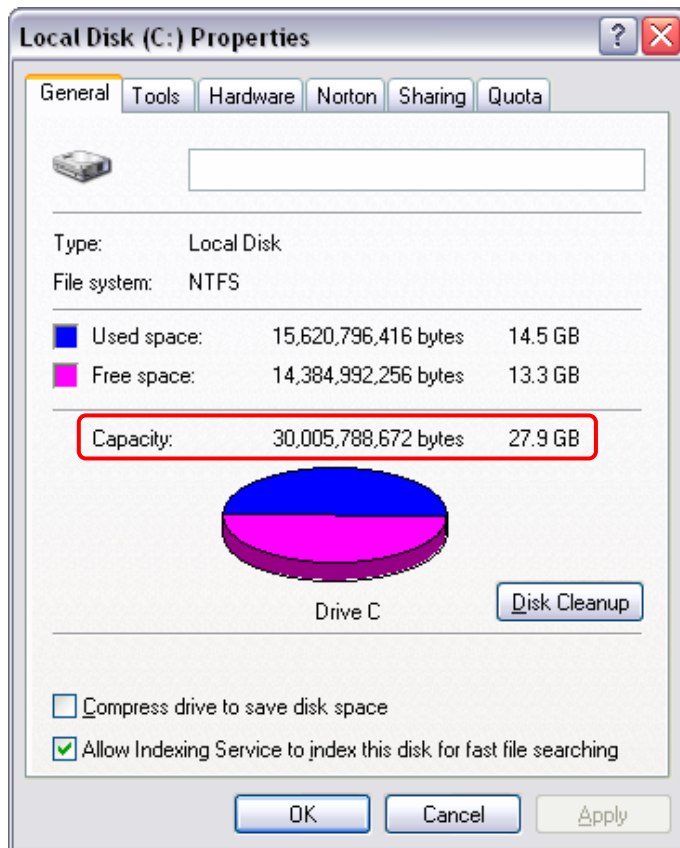 Local Disk (C:) Properties
General Tools Hardware Norton Sharing Quota
Type: Local Disk
File system: NTFS
Used space: 15,620,796,416 bytes 14.5 GB
Free space: 14,384,992,256 bytes 13.3 GB
Capacity: 30,005,788,672 bytes 27.9 GB
Drive C
Disk Cleanup
Compress drive to save disk space
Allow Indexing Service to index this disk for fast file searching
OK Cancel Apply